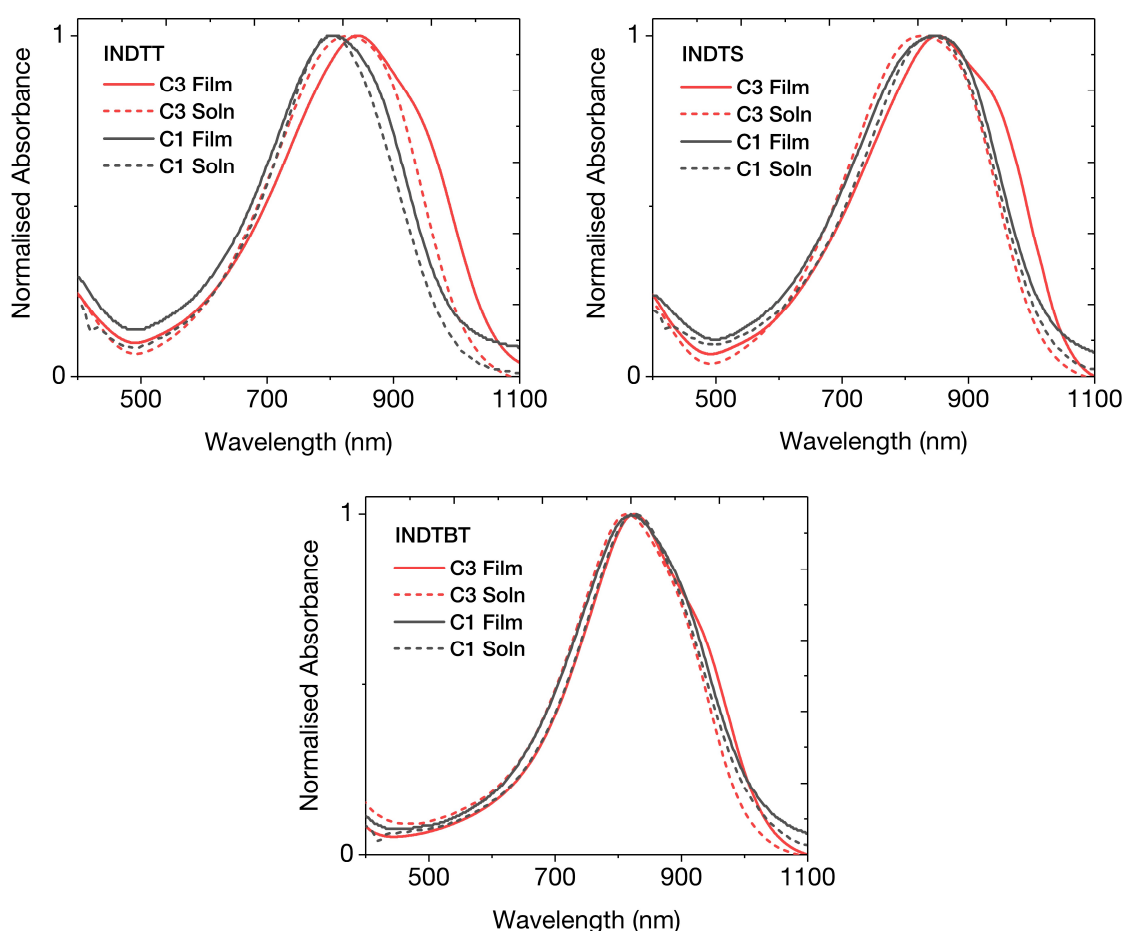 1
INDTT
C3 Film
C3 Soln
C1 Film
C1 Soln
Normalised Absorbance
0
500 700 900 1100
Wavelength (nm)
1
INDTS
C3 Film
C3 Soln
C1 Film
C1 Soln
Normalised Absorbance
0
500 700 900 1100
Wavelength (nm)
1
INDTBT
C3 Film
C3 Soln
C1 Film
C1 Soln
Normalised Absorbance
0
500 700 900 1100
Wavelength (nm)